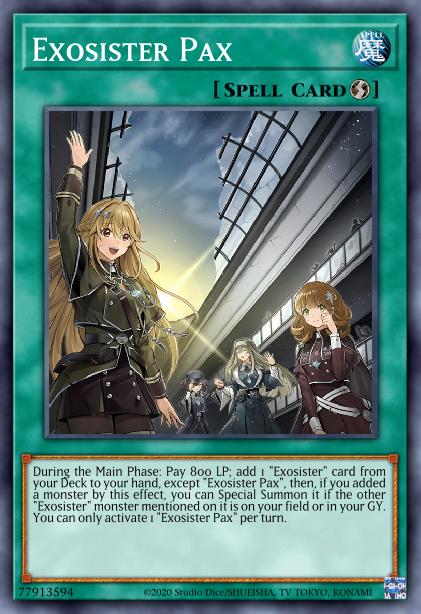 Exosister Pax
SPELL
魔
[Spell Card]
During the Main Phase: Pay 800 LP; add 1 "Exosister" card from
your Deck to your hand, except "Exosister Pax", then, if you added
a monster by this effect, you can Special Summon it if the other
"Exosister" monster mentioned on it is on your field or in your GY.
You can only activate 1 "Exosister Pax" per turn.
77913594
©2020 Studio Dice/SHUEISHA, TV TOKYO, KONAMI